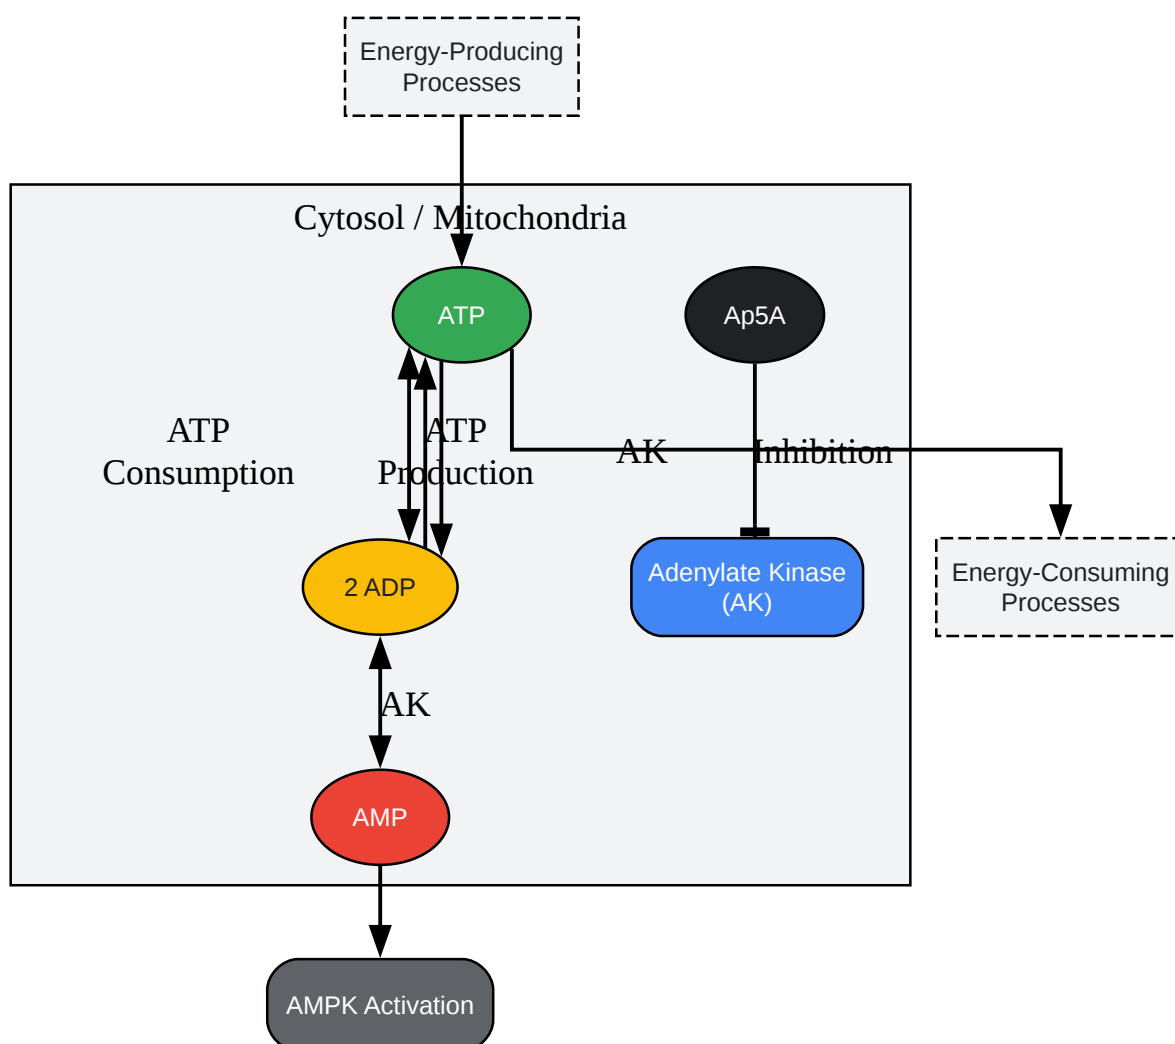 Energy-Producing
Processes
Cytosol / Mitochondria
ATP
Ap5A
ATP
Consumption
ATP
Production
AK
Inhibition
2 ADP
Adenylate Kinase
(AK)
Energy-Consuming
Processes
AK
AMP
AMPK Activation